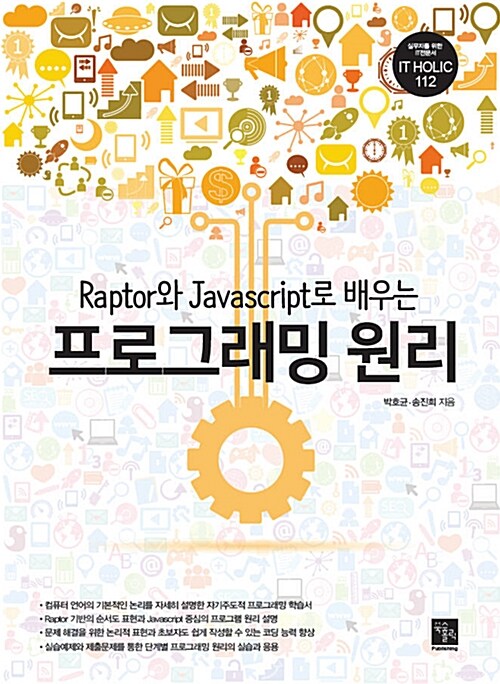 실무자를 위한
IT전문서
IT HOLIC
112
Raptor와 Javascript로 배우는
프로그래밍 원리
박호균·송진희 지음
• 컴퓨터 언어의 기본적인 논리를 자세히 설명한 자기주도적 프로그래밍 학습서
• Raptor 기반의 순서도 표현과 Javascript 중심의 프로그램 원리 설명
• 문제 해결을 위한 논리적 표현과 초보자도 쉽게 작성할 수 있는 코딩 능력 향상
• 실습예제와 제출문제를 통한 단계별 프로그래밍 원리의 실습과 응용
북스홀릭
Publishing